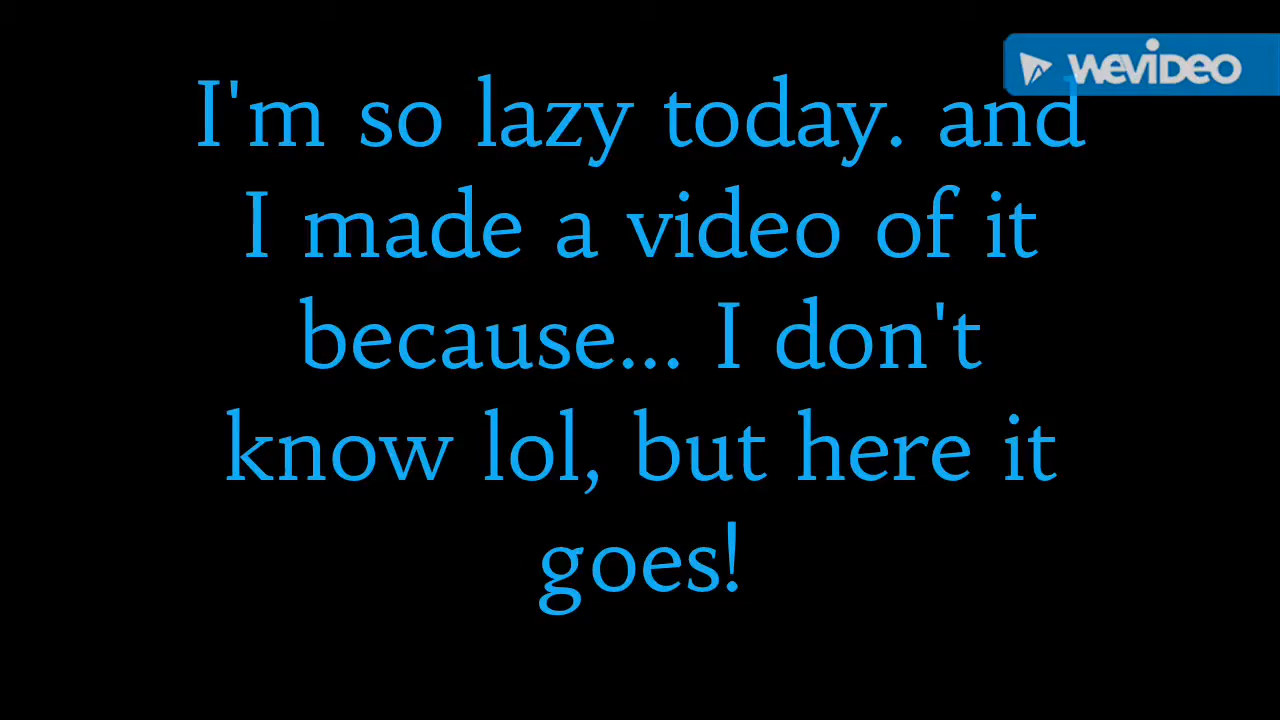 WEVIDEO
I'm so lazy today. and
I made a video of it
because... I don't
know lol, but here it
goes!